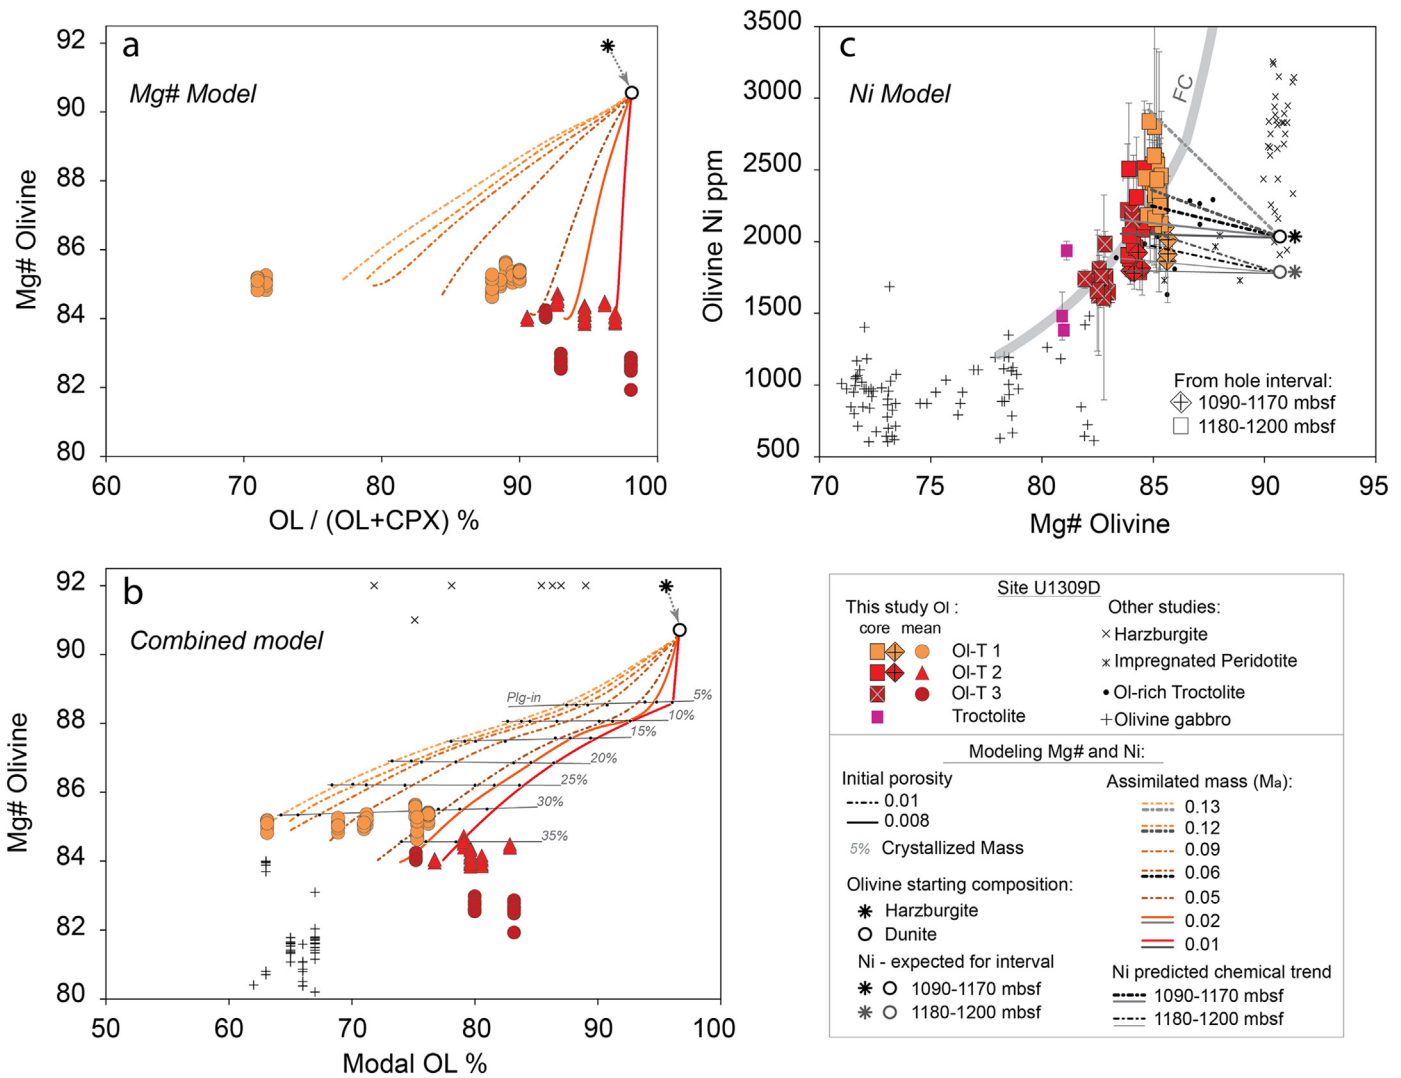 a
Mg# Model
92
90
88
86
84
82
80
Mg# Olivine
60
70
80
90
100
OL / (OL+CPX) %
c
Ni Model
FC
3500
3000
2500
2000
1500
1000
500
Olivine Ni ppm
From hole interval:
1090-1170 mbsf
1180-1200 mbsf
70
75
80
85
90
95
Mg# Olivine
b
Combined model
92
90
88
86
84
82
80
Mg# Olivine
Plg-in
5%
10%
15%
20%
25%
30%
35%
50
60
70
80
90
100
Modal OL %
Site U1309D
This study Ol :
core mean
Ol-T 1
Ol-T 2
Ol-T 3
Troctolite
Other studies:
Harzburgite
Impregnated Peridotite
Ol-rich Troctolite
Olivine gabbro
Modeling Mg# and Ni:
Initial porosity
0.01
0.008
5% Crystallized Mass
Olivine starting composition:
Harzburgite
Dunite
Ni - expected for interval
1090-1170 mbsf
1180-1200 mbsf
Assimilated mass (Ma):
0.13
0.12
0.09
0.06
0.05
0.02
0.01
Ni predicted chemical trend
1090-1170 mbsf
1180-1200 mbsf